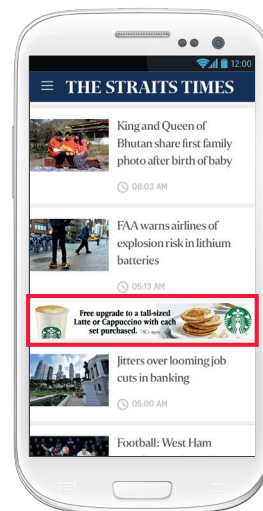 12:00
THE STRAITS TIMES
King and Queen of
Bhutan share first family
photo after birth of baby
08.03 AM
FAA warns airlines of
explosion risk in lithium
batteries
05:13 AM
Free upgrade to a tall-sized
Latte or Cappuccino with each
set purchased. T&Cs apply.
Jitters over looming job
cuts in banking
05:00 AM
Football: West Ham